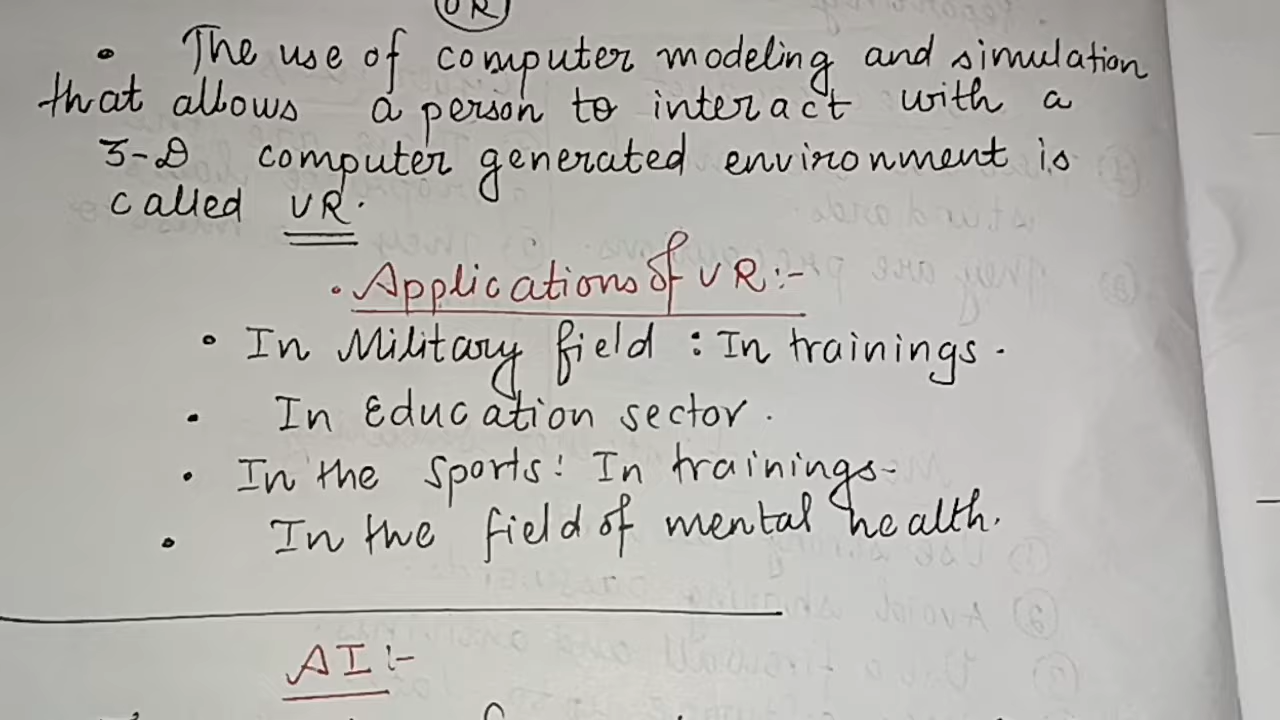 OR
• The use of computer modeling and simulation
that allows a person to interact with a
3-D computer generated environment is
called VR.
• Applications of VR :-
• In Military field : In trainings.
• In Education sector.
• In the sports : In trainings-
• In the field of mental health.
AI :-